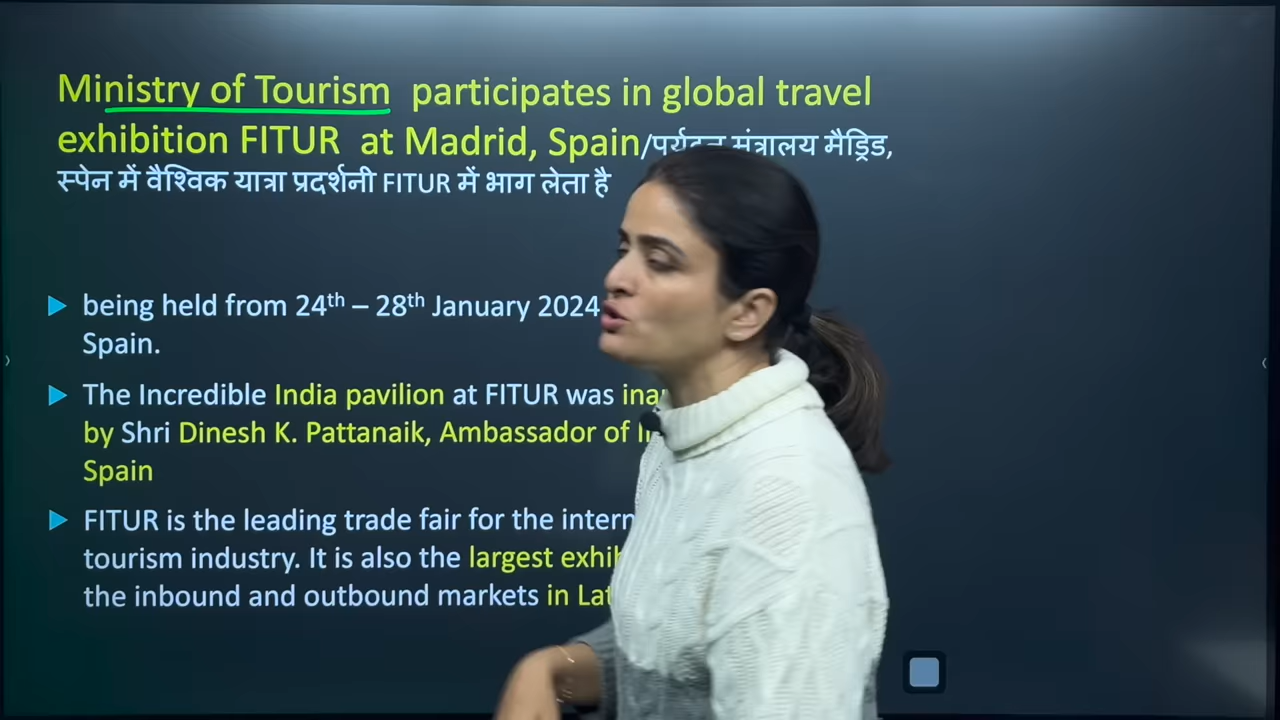 Ministry of Tourism participates in global travel
exhibition FITUR at Madrid, Spain/पर्यटन मंत्रालय मैड्रिड,
स्पेन में वैश्विक यात्रा प्रदर्शनी FITUR में भाग लेता है
being held from 24th – 28th January 2024
Spain.
The Incredible India pavilion at FITUR was
by Shri Dinesh K. Pattanaik, Ambassador of
Spain
FITUR is the leading trade fair for the
tourism industry. It is also the largest
the inbound and outbound markets in